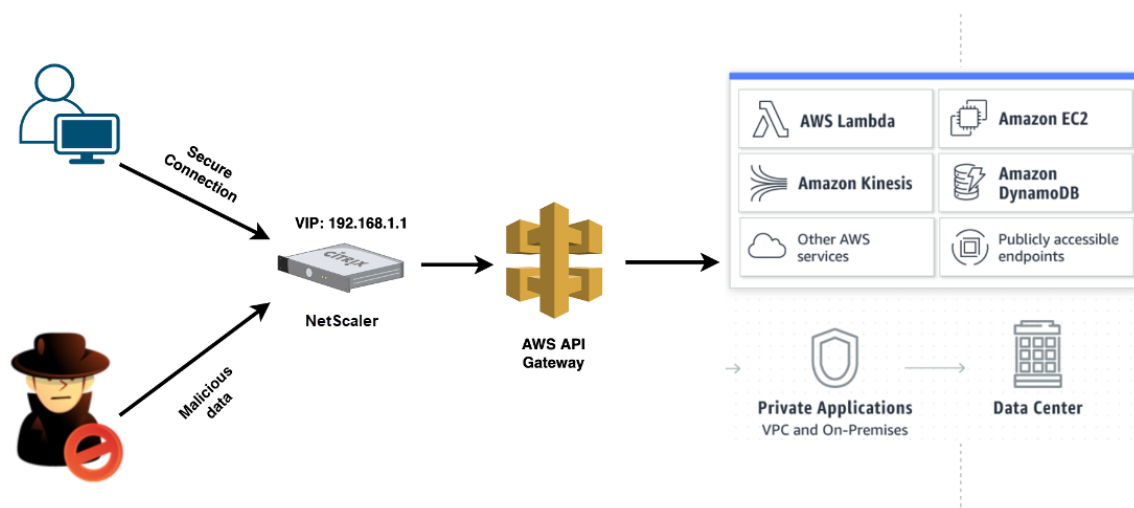 Secure
Connection
VIP: 192.168.1.1
CITRIX
NetScaler
Malicious
data
AWS API
Gateway
AWS Lambda
Amazon EC2
Amazon Kinesis
Amazon
DynamoDB
Other AWS
services
Publicly accessible
endpoints
Private Applications
VPC and On-Premises
Data Center